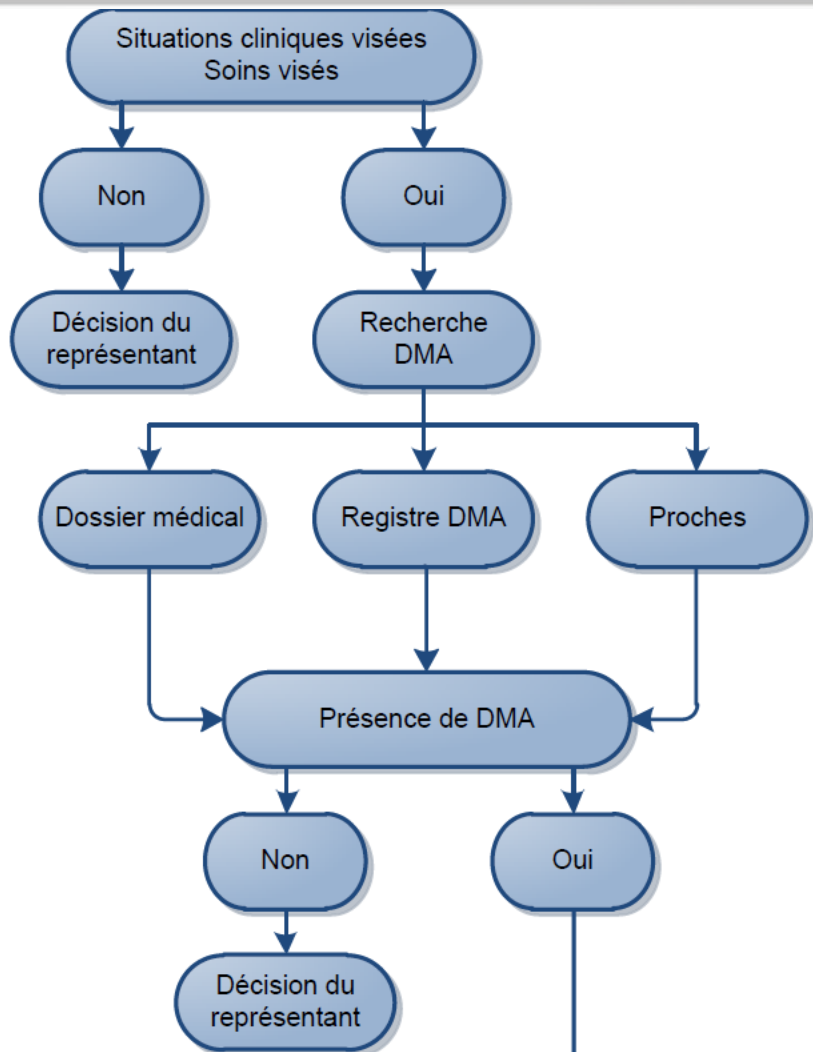 Situations cliniques visées
Soins visés
Non
Oui
Décision du
représentant
Recherche
DMA
Dossier médical
Registre DMA
Proches
Présence de DMA
Non
Oui
Décision du
représentant